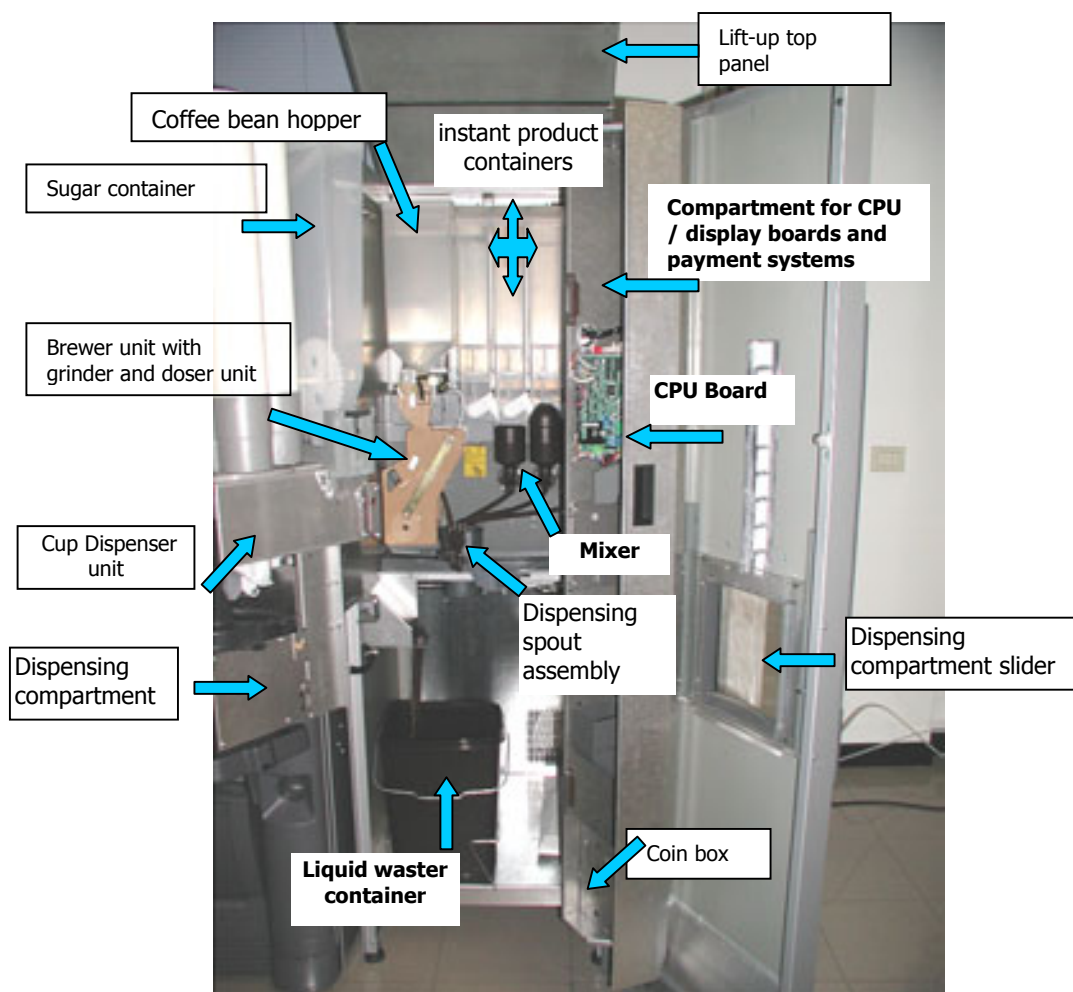 Lift-up top
panel
Coffee bean hopper
instant product
containers
Sugar container
Compartment for CPU
/ display boards and
payment systems
Brewer unit with
grinder and doser unit
CPU Board
Cup Dispenser
unit
Mixer
Dispensing
spout
assembly
Dispensing
compartment slider
Dispensing
compartment
Liquid waster
container
Coin box